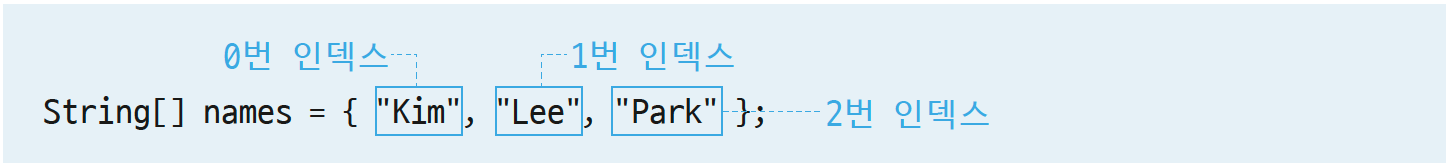 0번 인덱스 1번 인덱스
String[] names = { "Kim", "Lee", "Park" }; 2번 인덱스